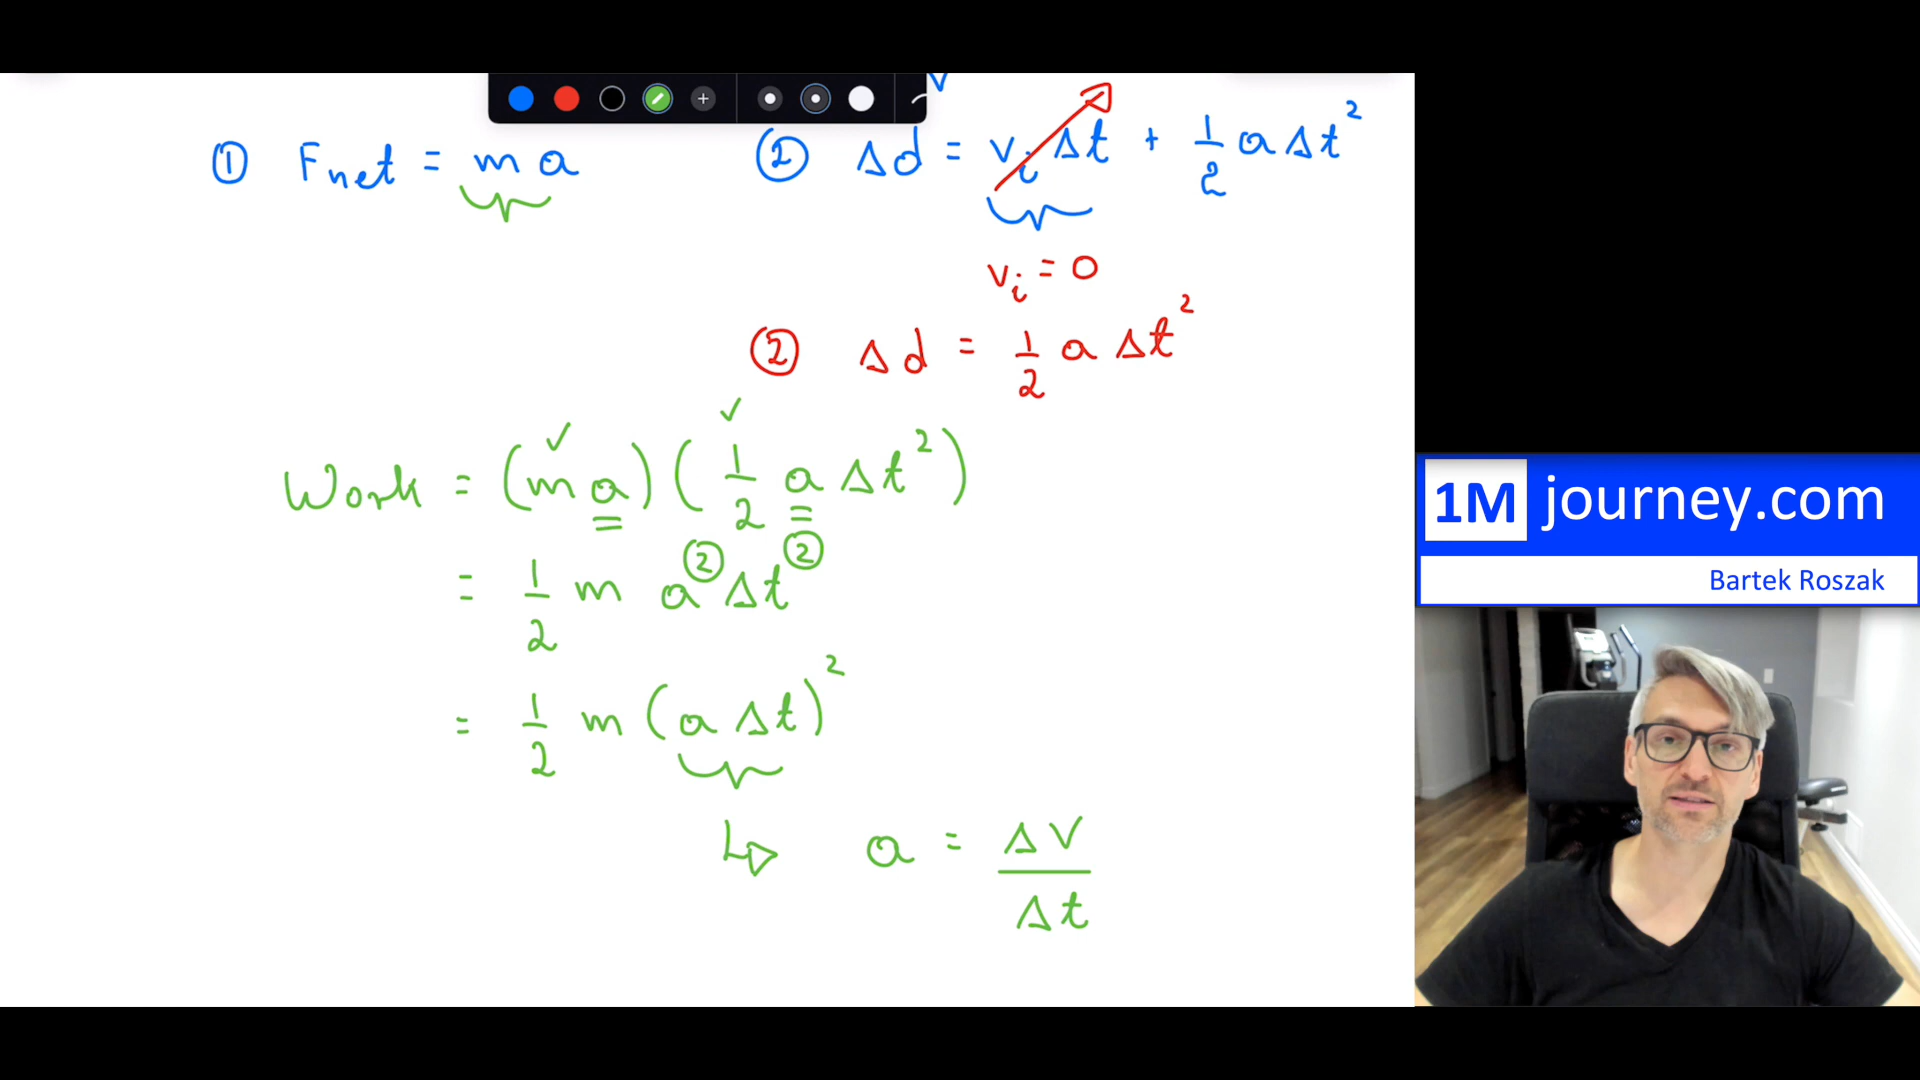 ① Fnet = m a
② Δd = vᵢ Δt + 1/2 a Δt²
vᵢ = 0
② Δd = 1/2 a Δt²
Work = (m a)(1/2 a Δt²)
= 1/2 m a² Δt²
= 1/2 m (a Δt)²
a = ΔV/Δt
1M journey.com
Bartek Roszak